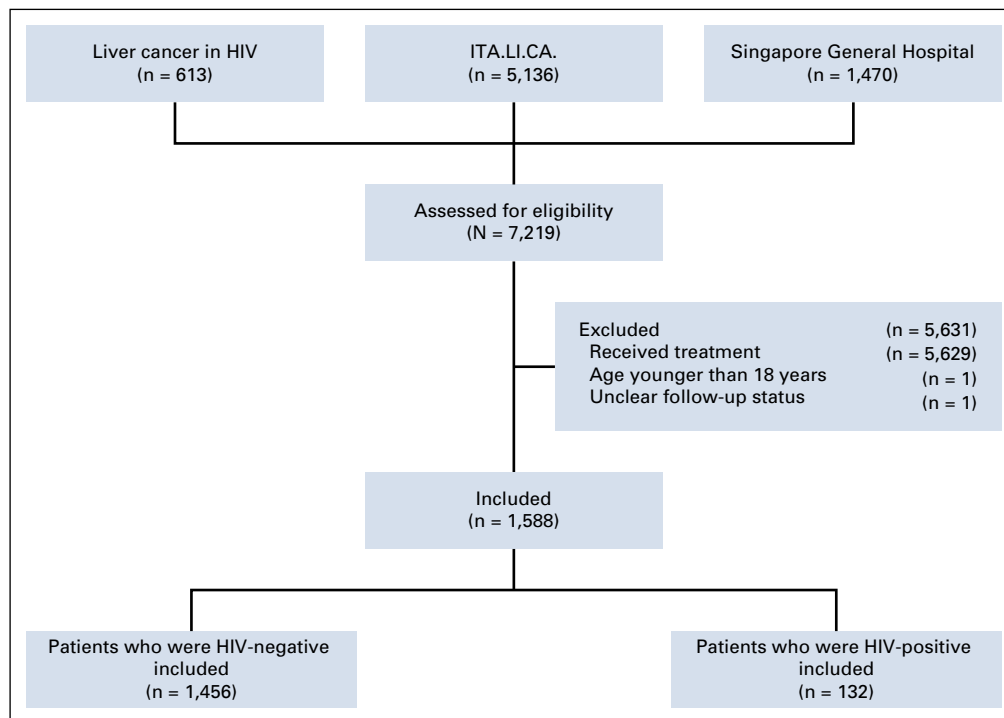 Liver cancer in HIV
(n = 613)
ITA.LI.CA.
(n = 5,136)
Singapore General Hospital
(n = 1,470)
Assessed for eligibility
(N = 7,219)
Excluded (n = 5,631)
Received treatment (n = 5,629)
Age younger than 18 years (n = 1)
Unclear follow-up status (n = 1)
Included
(n = 1,588)
Patients who were HIV-negative
included
(n = 1,456)
Patients who were HIV-positive
included
(n = 132)